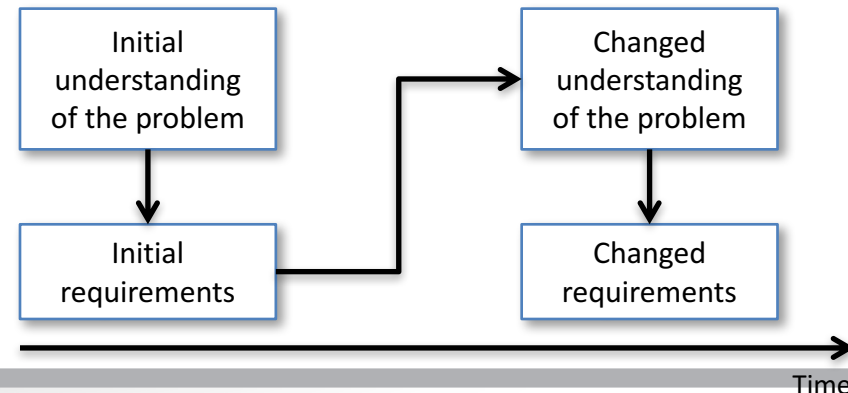 Initial
understanding
of the problem
Changed
understanding
of the problem
Initial
requirements
Changed
requirements
Time